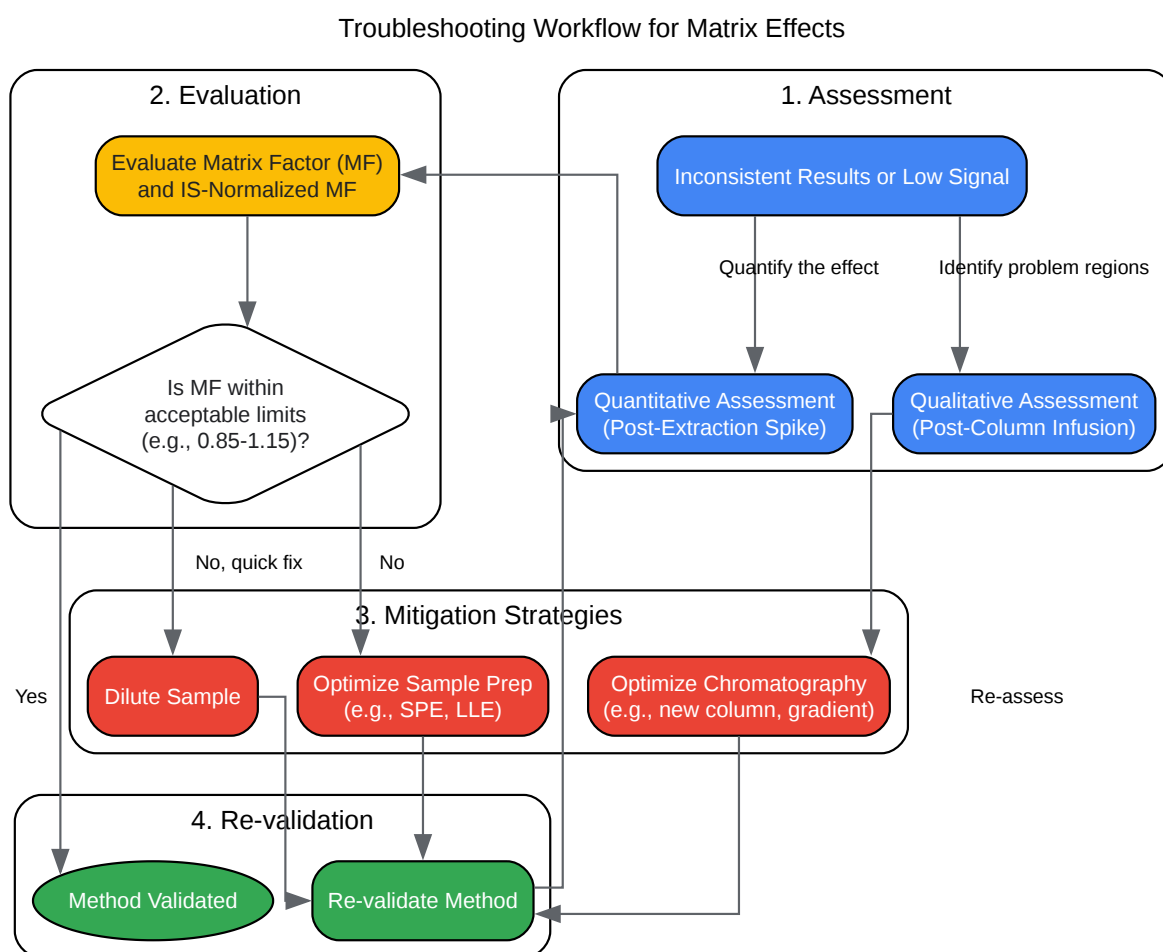 Troubleshooting Workflow for Matrix Effects
2. Evaluation
1. Assessment
Evaluate Matrix Factor (MF)
and IS-Normalized MF
Inconsistent Results or Low Signal
Quantify the effect
Identify problem regions
Is MF within
acceptable limits
(e.g., 0.85-1.15)?
Quantitative Assessment
(Post-Extraction Spike)
Qualitative Assessment
(Post-Column Infusion)
No, quick fix
No
3. Mitigation Strategies
Yes
Dilute Sample
Optimize Sample Prep
(e.g., SPE, LLE)
Optimize Chromatography
(e.g., new column, gradient)
Re-assess
4. Re-validation
Method Validated
Re-validate Method